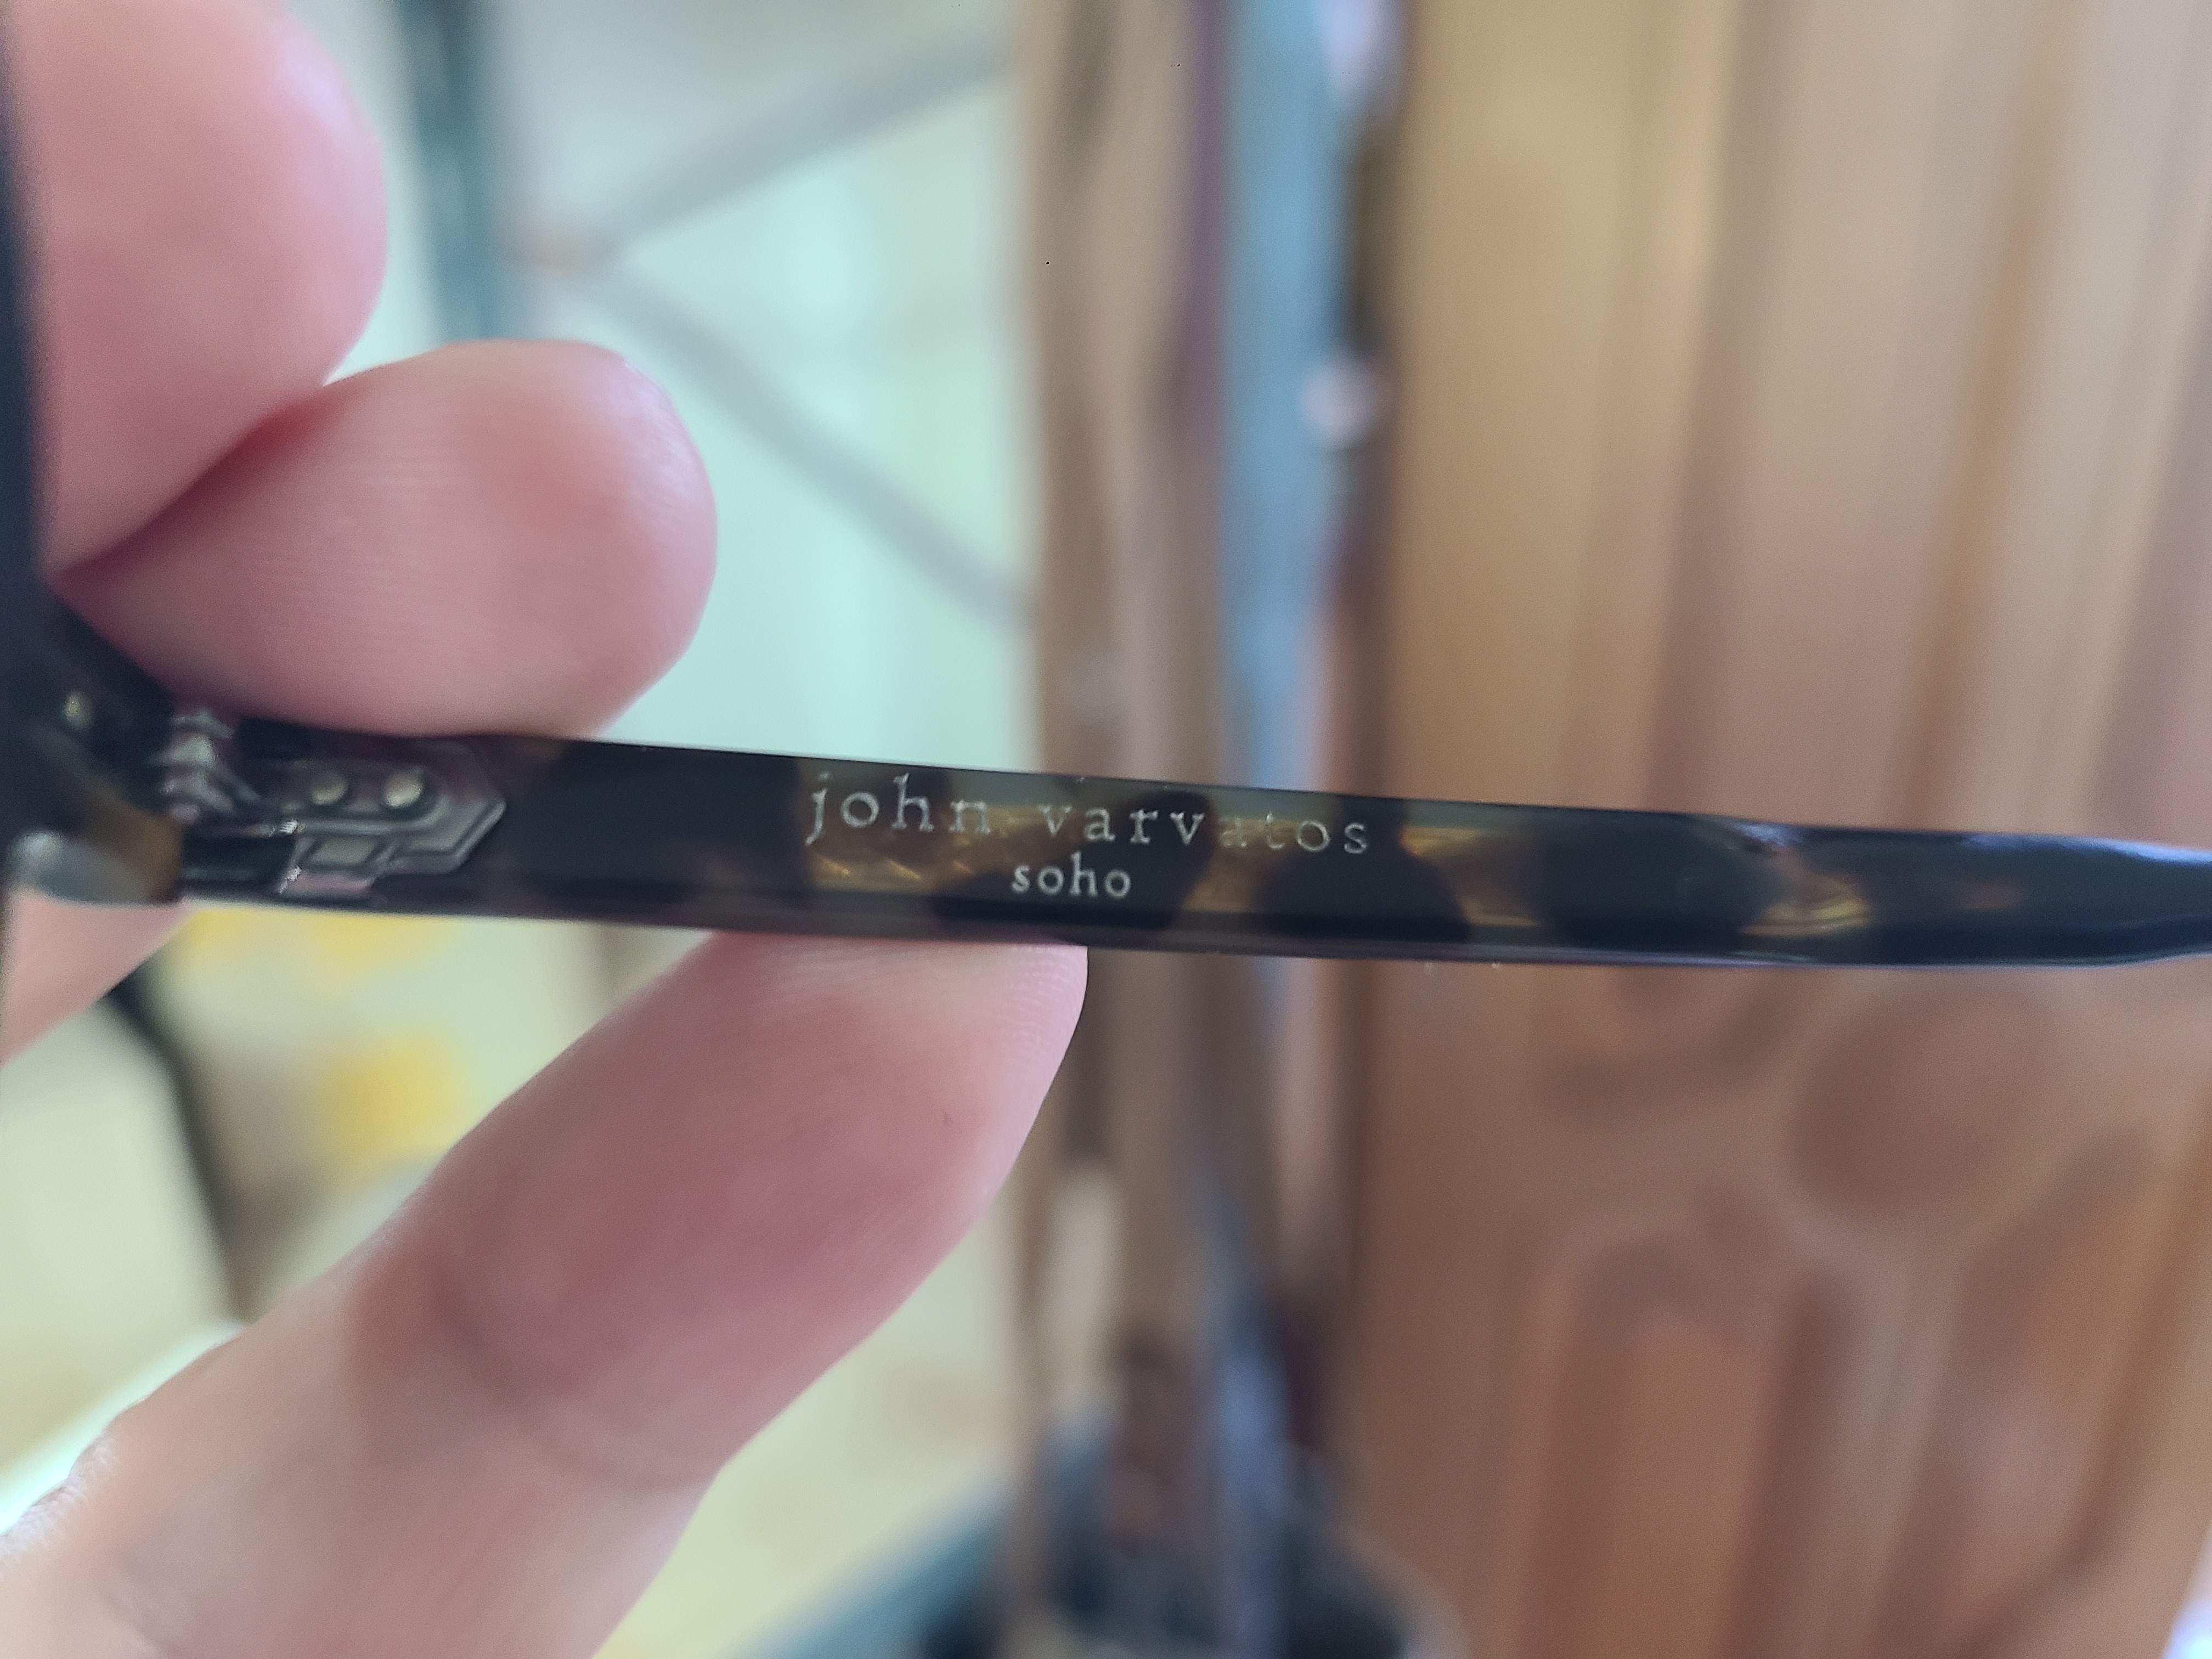 john varvatos
soho